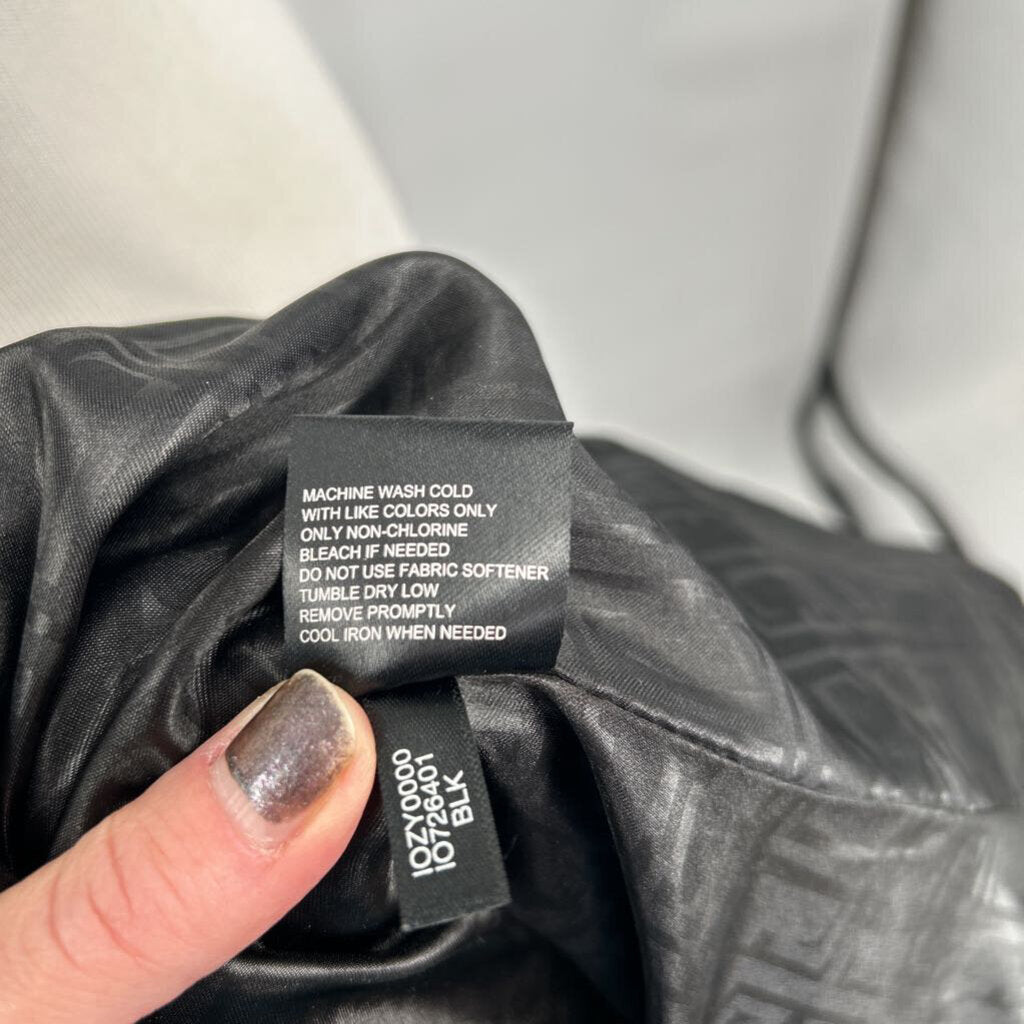 MACHINE WASH COLD
WITH LIKE COLORS ONLY
ONLY NON-CHLORINE
BLEACH IF NEEDED
DO NOT USE FABRIC SOFTENER
TUMBLE DRY LOW
REMOVE PROMPTLY
COOL IRON WHEN NEEDED
IOZY0000
IO726401
BLK